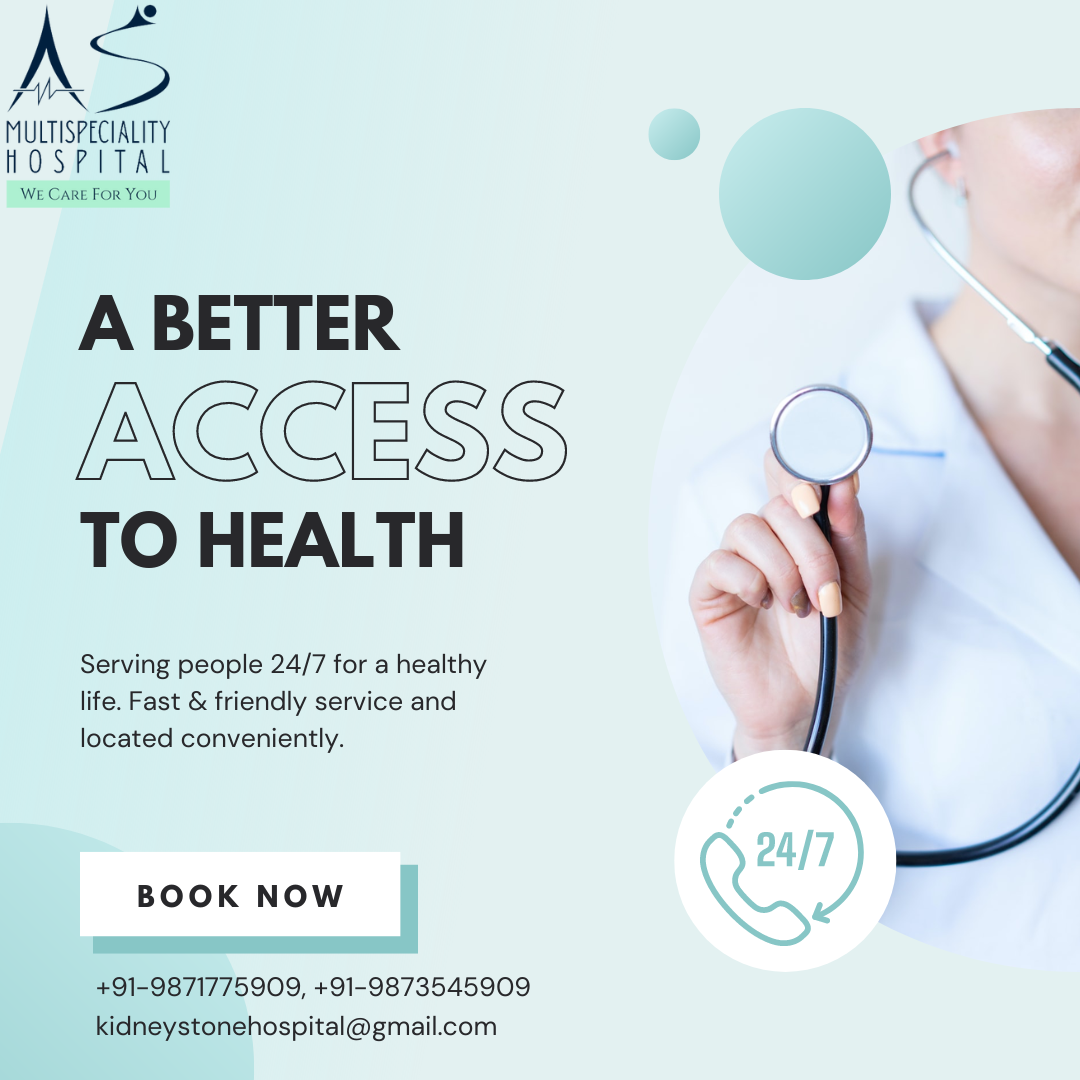 AS
MULTISPECIALITY
HOSPITAL
WE CARE FOR YOU
A BETTER
ACCESS
TO HEALTH
Serving people 24/7 for a healthy
life. Fast & friendly service and
located conveniently.
24/7
BOOK NOW
+91-9871775909, +91-9873545909
kidneystonehospital@gmail.com